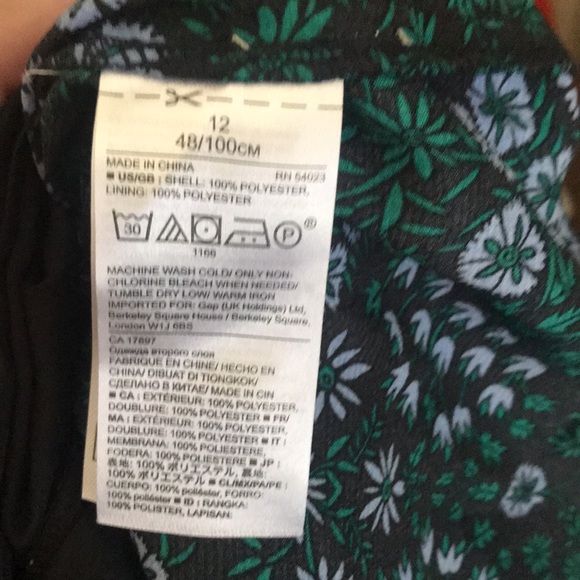 12
48/100CM
MADE IN CHINA RN 54023
■ US/GB : SHELL: 100% POLYESTER,
LINING: 100% POLYESTER
30
®
1166
MACHINE WASH COLD/ ONLY NON-
CHLORINE BLEACH WHEN NEEDED/
TUMBLE DRY LOW/ WARM IRON
IMPORTED FOR: Gap (UK Holdings) Ltd,
Berkeley Square House / Berkeley Square,
London W1J 6BS
CA 17897
Одежда второго слоя
FABRIQUÉ EN CHINE/ HECHO EN
CHINA/ DIBUAT DI TIONGKOK/
СДЕЛАНО В КИТАЕ/ MADE IN CIN
■ CA : EXTÉRIEUR: 100% POLYESTER,
DOUBLURE: 100% POLYESTER ■ FR/
MA : EXTÉRIEUR: 100% POLYESTER,
DOUBLURE: 100% POLYESTER ■ IT :
MEMBRANA: 100% POLIESTERE,
FODERA: 100% POLIESTERE ■ JP :
表地: 100% ポリエステル, 裏地:
100% ポリエステル ■ CL/MX/PA/PE :
CUERPO: 100% poliéster, FORRO:
100% poliéster ■ ID : RANGKA:
100% POLISTER, LAPISAN: